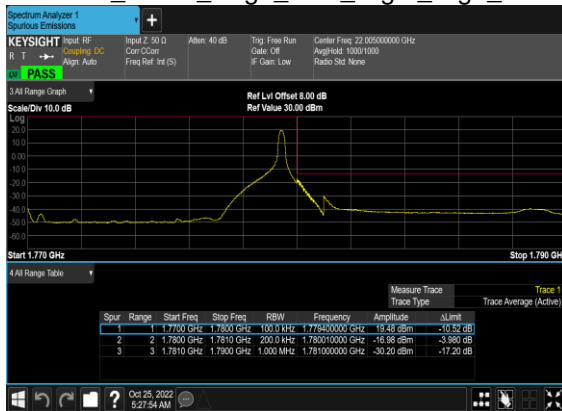 Spectrum Analyzer 1
Spurious Emissions
KEYSIGHT Input: RF Input Z: 50 Ω Atten: 40 dB Trig: Free Run Center Freq: 22.005000000 GHz
R T Coupling: DC Corr CCorr Gate: Off Avg|Hold: 1000/1000
Align: Auto Freq Ref: Int (S) IF Gain: Low Radio Std: None
PASS
3 All Range Graph
Ref Lvl Offset 8.00 dB
Scale/Div 10.0 dB Ref Value 30.00 dBm
Log
20.0
10.0
0.00
-10.0
-20.0
-30.0
-40.0
-50.0
-60.0
Start 1.770 GHz Stop 1.790 GH
4 All Range Table
Measure Trace Trace 1
Trace Type Trace Average (Active)
Spur Range Start Freq Stop Freq RBW Frequency Amplitude ΔLimit
1 1 1.7700 GHz 1.7800 GHz 100.0 kHz 1.779400000 GHz 19.48 dBm -10.52 dB
2 2 1.7800 GHz 1.7810 GHz 200.0 kHz 1.780010000 GHz -16.98 dBm -3.980 dB
3 3 1.7810 GHz 1.7900 GHz 1.000 MHz 1.781000000 GHz -30.20 dBm -17.20 dB
? Oct 25, 2022
5:27:54 AM